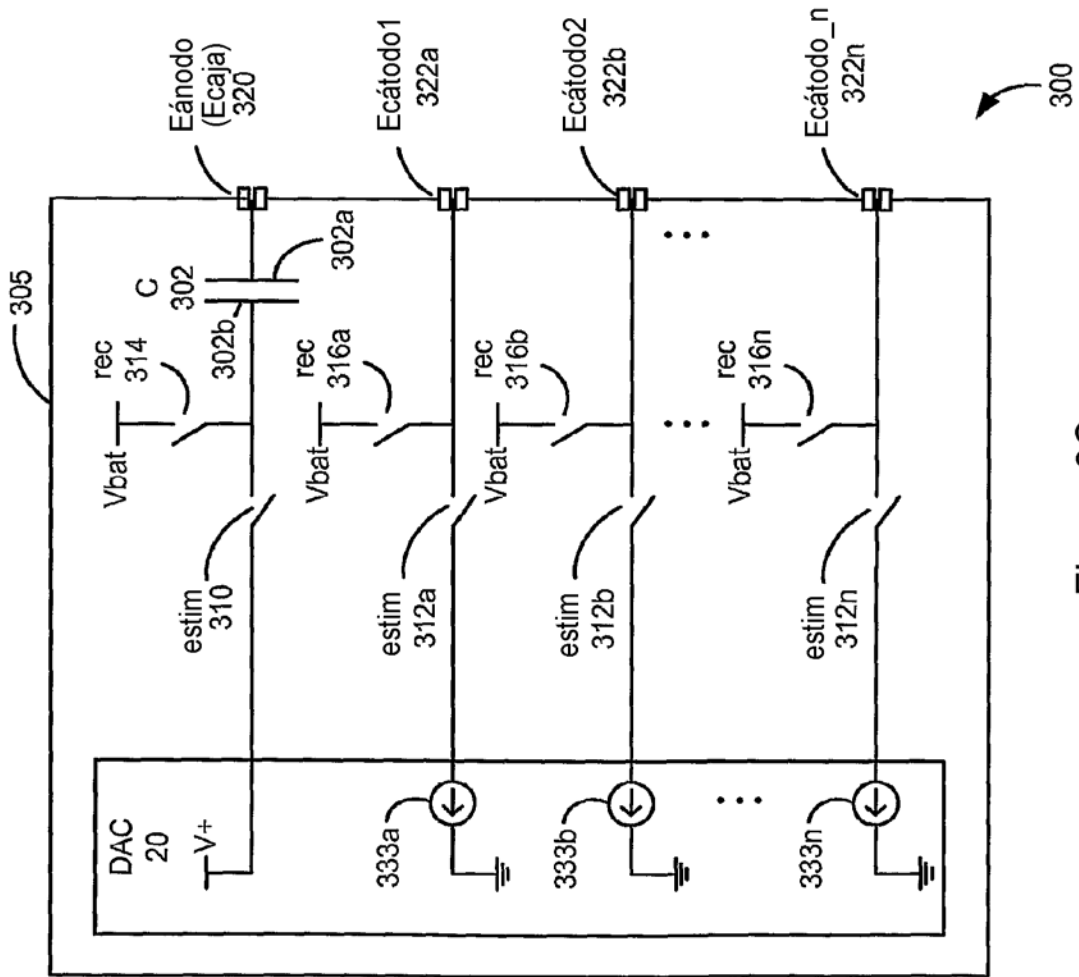 305
DAC
20
V+
estim
310
Vbat
rec
314
C
302
302b
302a
Eánodo
(Ecaja)
320
333a
estim
312a
Vbat
rec
316a
Ecátodo1
322a
333b
estim
312b
Vbat
rec
316b
Ecátodo2
322b
333n
estim
312n
Vbat
rec
316n
Ecátodo_n
322n
300